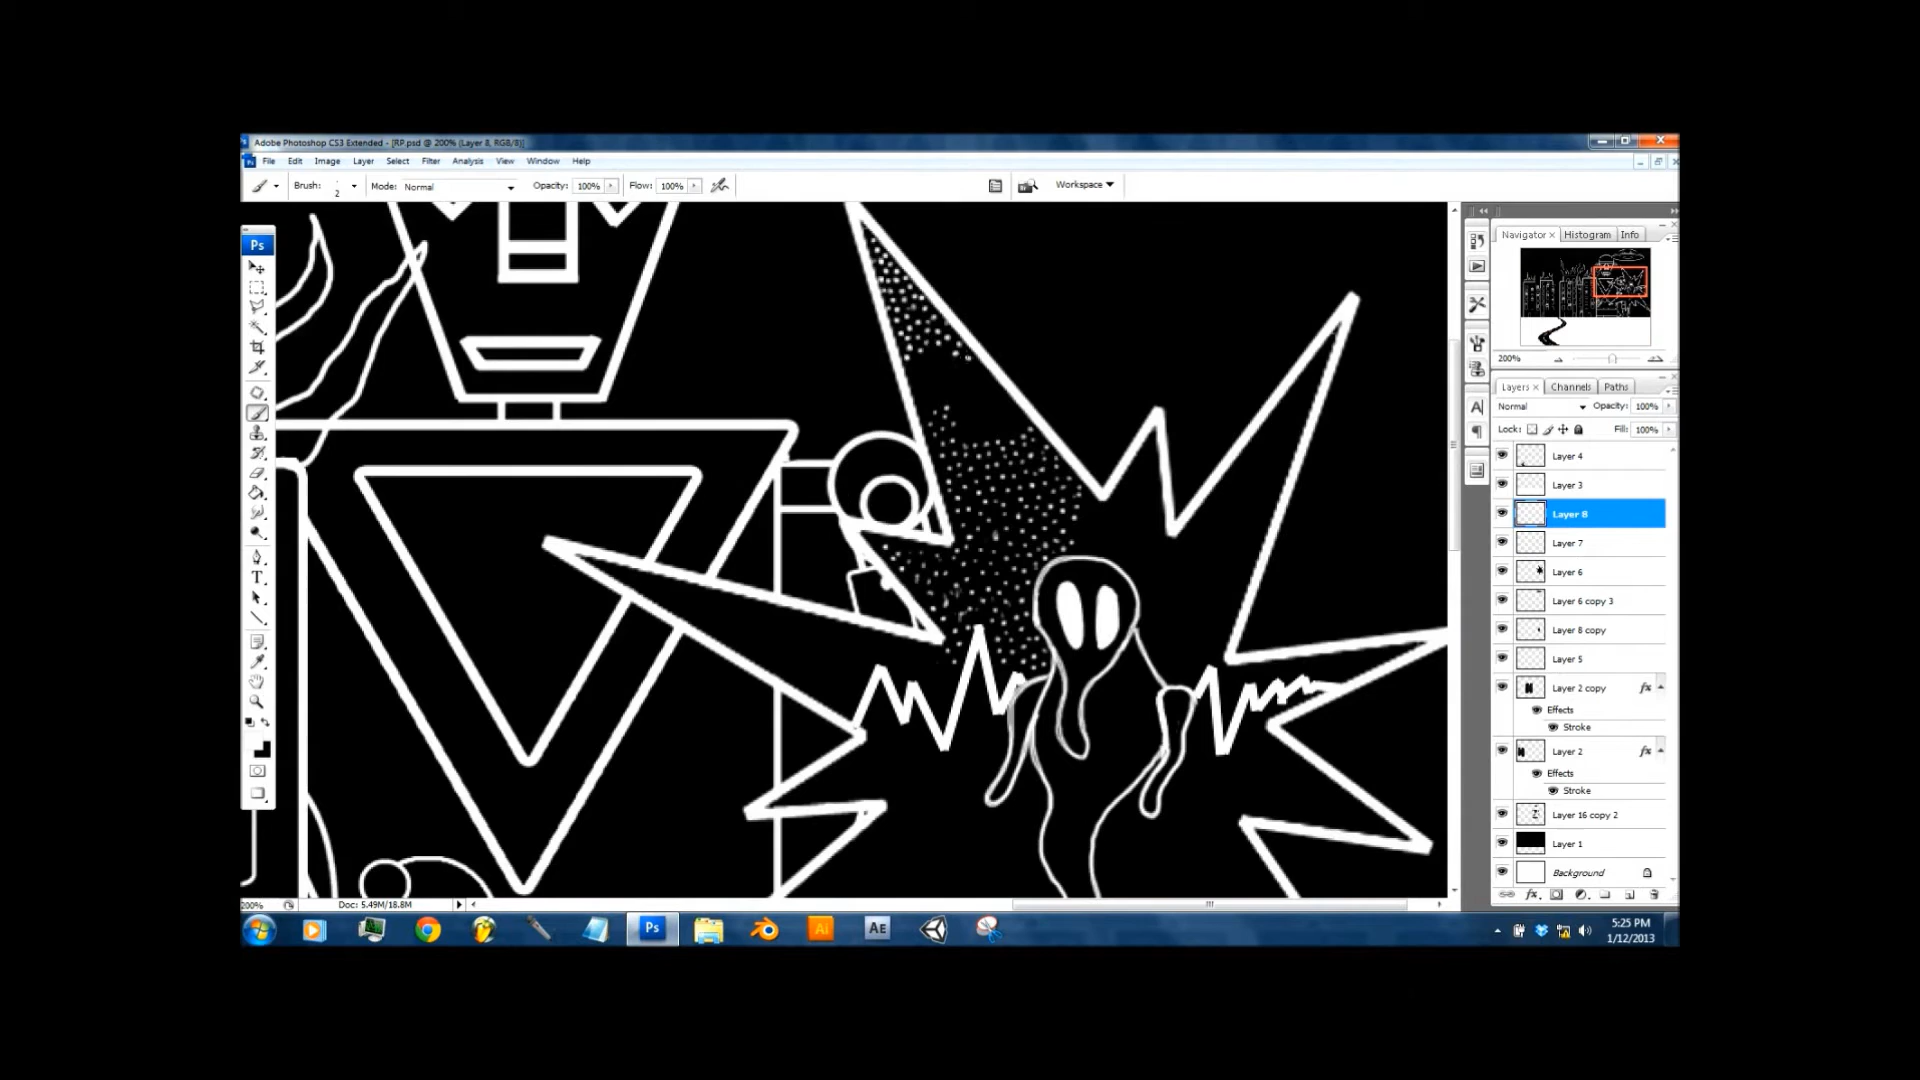 Adobe Photoshop CS3 Extended - [RP.psd @ 200% (Layer 8, RGB/8)]
File Edit Image Layer Select Filter Analysis View Window Help
Brush: 2 Mode: Normal Opacity: 100% Flow: 100% Workspace
Ps
Navigator Histogram Info
200%
Layers Channels Paths
Normal Opacity: 100%
Lock: Fill: 100%
Layer 4
Layer 3
Layer 8
Layer 7
Layer 6
Layer 6 copy 3
Layer 8 copy
Layer 5
Layer 2 copy fx
Effects
Stroke
Layer 2 fx
Effects
Stroke
Layer 16 copy 2
Layer 1
Background
200% Doc: 5.49M/18.8M
Ps Ai AE
5:25 PM
1/12/2013